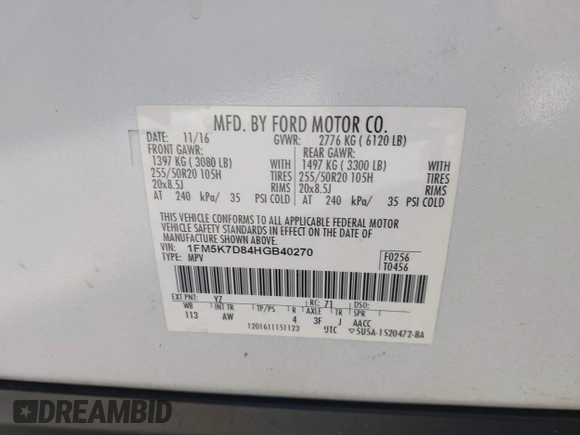 MFD. BY FORD MOTOR CO.
DATE: 11/16 GVWR: 2776 KG ( 6120 LB)
FRONT GAWR: REAR GAWR:
1397 KG ( 3080 LB) WITH 1497 KG ( 3300 LB) WITH
255/50R20 105H TIRES 255/50R20 105H TIRES
20x8.5J RIMS 20x8.5J RIMS
AT 240 kPa/ 35 PSI COLD AT 240 kPa/ 35 PSI COLD
THIS VEHICLE CONFORMS TO ALL APPLICABLE FEDERAL MOTOR
VEHICLE SAFETY STANDARDS IN EFFECT ON THE DATE OF
MANUFACTURE SHOWN ABOVE.
VIN: 1FM5K7D84HGB40270 F0256
TYPE: MPV T0456
EXT PNT: YZ RC: 71 DSO:
WB INT TR TP/PS R AXLE TR SPR
113 AW 4 3F J AACC
1201611151123 UTC 5U5A-1520472-BA
DREAMBID